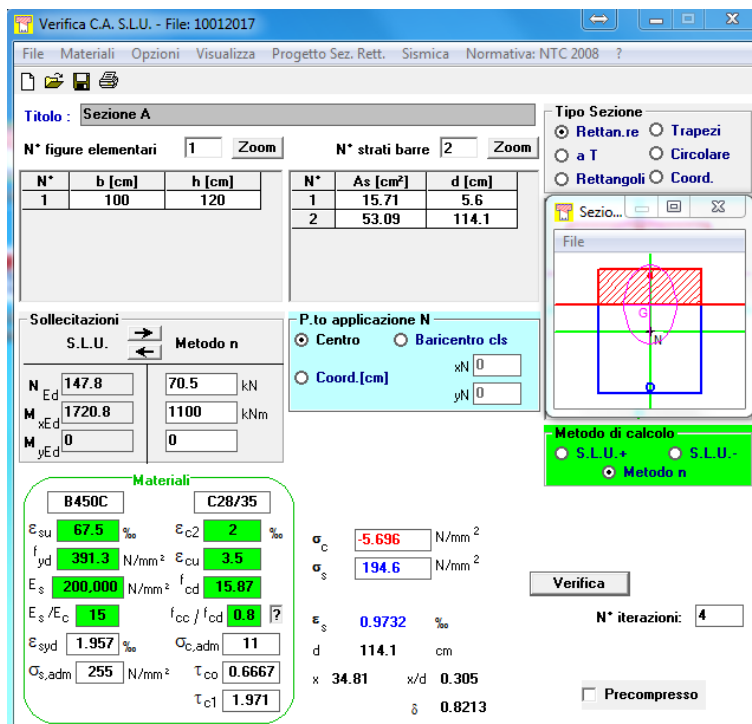 Verifica C.A. S.L.U. - File: 10012017
File Materiali Opzioni Visualizza Progetto Sez. Rett. Sismica Normativa: NTC 2008 ?
Titolo : Sezione A
N° figure elementari 1 Zoom N° strati barre 2 Zoom
N° b [cm] h [cm]
1 100 120
N° As [cm²] d [cm]
1 15.71 5.6
2 53.09 114.1
Tipo Sezione
Rettan.re Trapezi
a T Circolare
Rettangoli Coord.
Sezio...
File
G
N
Sollecitazioni
S.L.U. Metodo n
N Ed 147.8 70.5 kN
M xEd 1720.8 1100 kNm
M yEd 0 0
P.to applicazione N
Centro Baricentro cls
Coord.[cm] xN 0
yN 0
Metodo di calcolo
S.L.U.+ S.L.U.-
Metodo n
Materiali
B450C C28/35
εsu 67.5 ‰ εc2 2 ‰
fyd 391.3 N/mm² εcu 3.5
Es 200,000 N/mm² fcd 15.87
Es/Ec 15 fcc / fcd 0.8 ?
εsyd 1.957 ‰ σc,adm 11
σs,adm 255 N/mm² τco 0.6667
τc1 1.971
σc -5.696 N/mm²
σs 194.6 N/mm²
εs 0.9732 ‰
d 114.1 cm
x 34.81 x/d 0.305
δ 0.8213
Verifica
N° iterazioni: 4
Precompresso